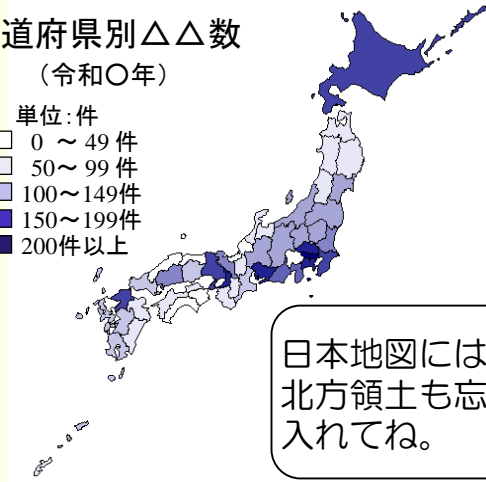 道府県別△△数
（令和〇年）
単位：件
0 ～ 49 件
50～ 99 件
100～149件
150～199件
200件以上
日本地図には
北方領土も忘
入れてね。